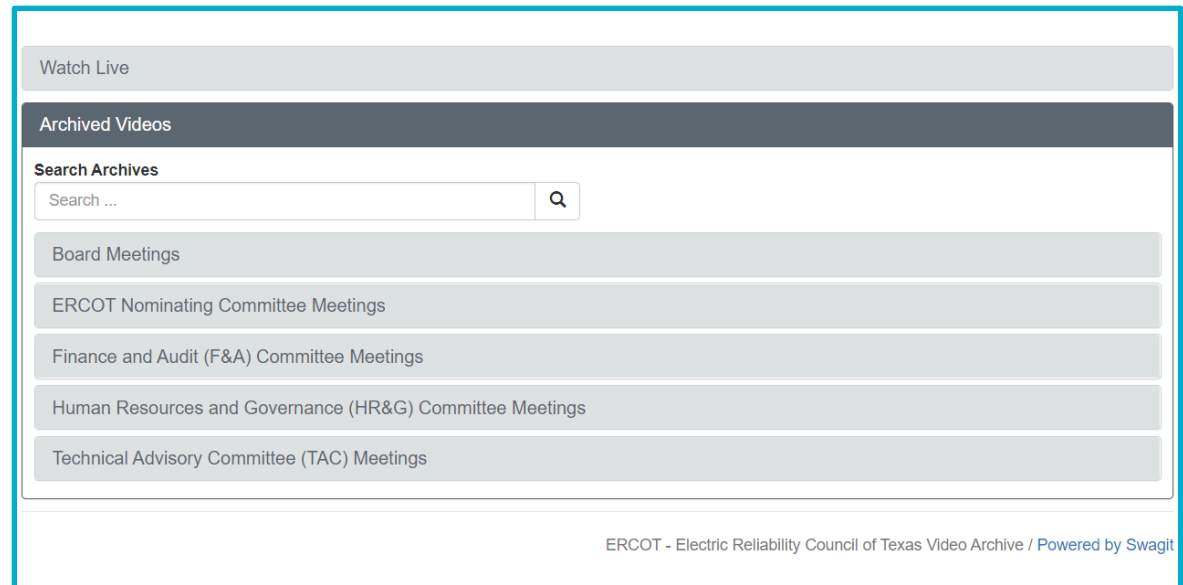 Watch Live
Archived Videos
Search Archives
Search ...
Board Meetings
ERCOT Nominating Committee Meetings
Finance and Audit (F&A) Committee Meetings
Human Resources and Governance (HR&G) Committee Meetings
Technical Advisory Committee (TAC) Meetings
ERCOT - Electric Reliability Council of Texas Video Archive / Powered by Swagit